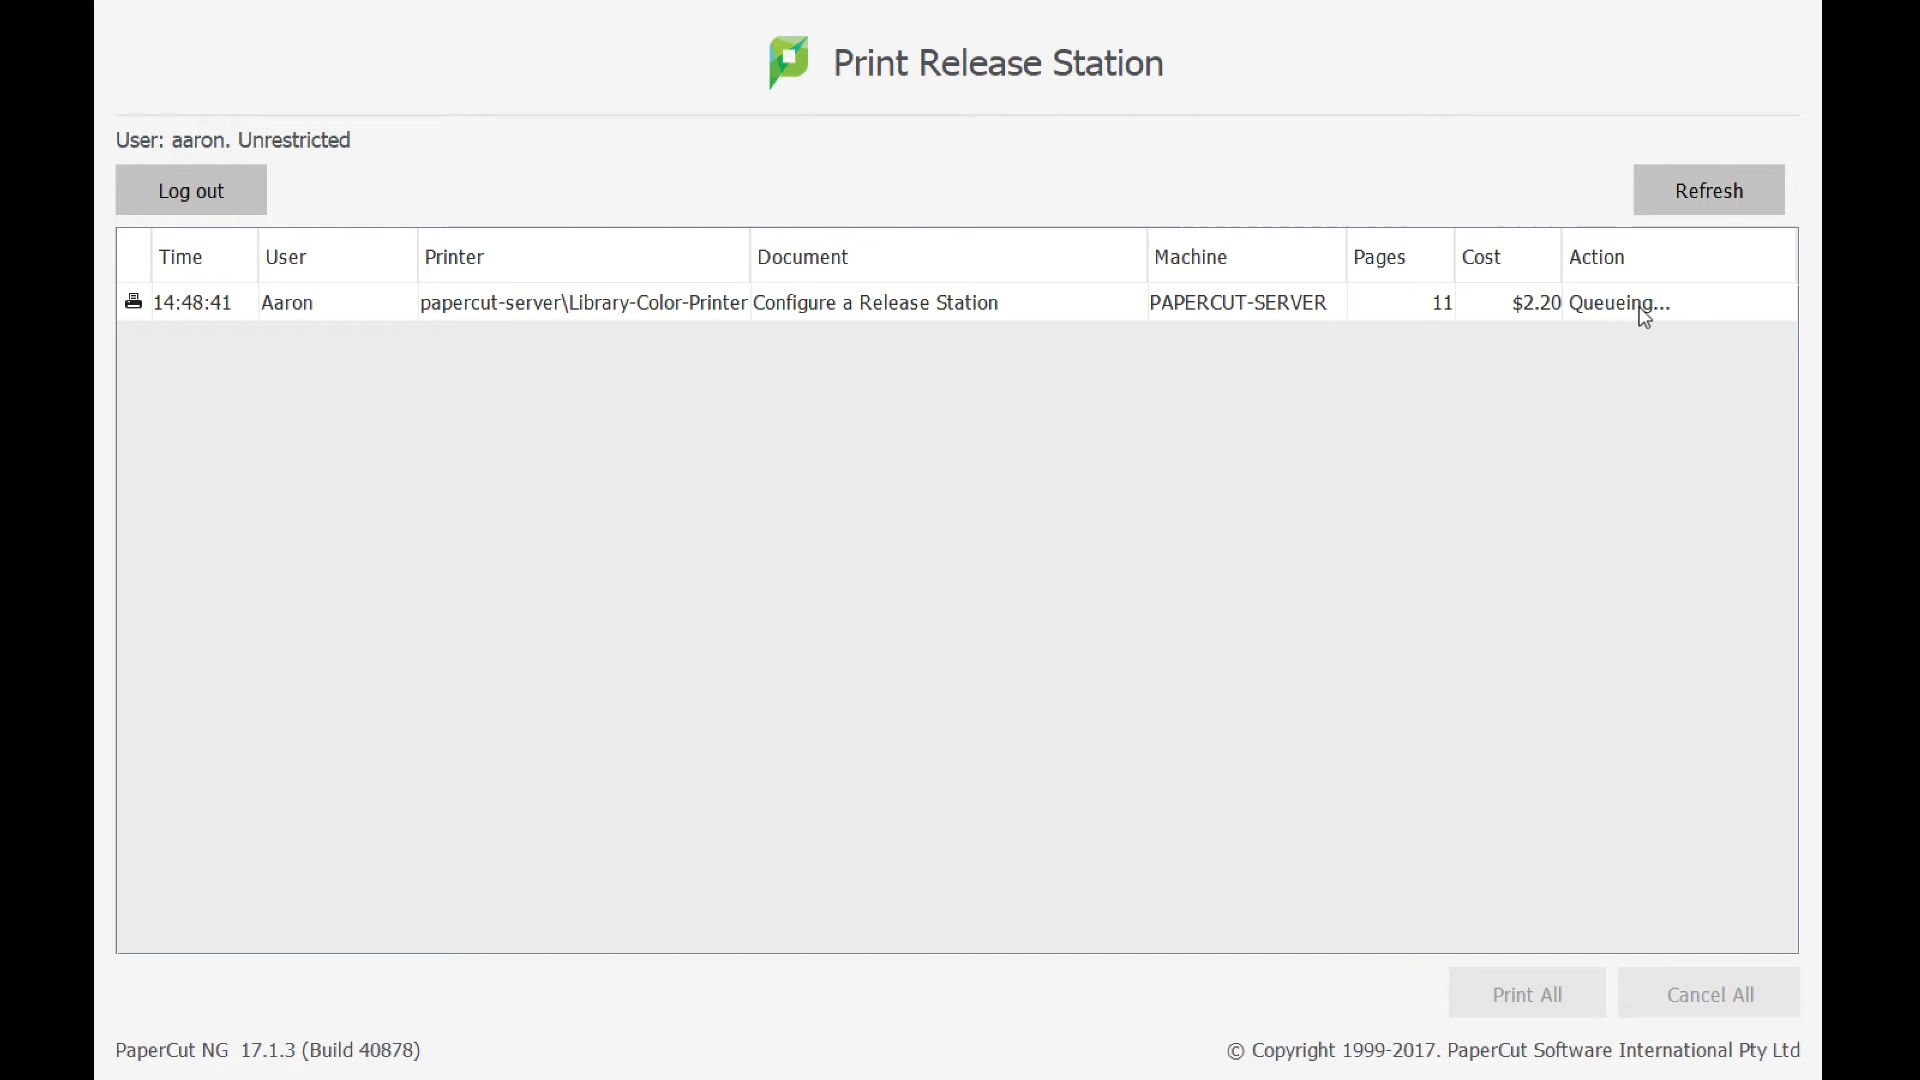 Print Release Station
User: aaron. Unrestricted
Log out
Refresh
Time User Printer Document Machine Pages Cost Action
14:48:41 Aaron papercut-server\Library-Color-Printer Configure a Release Station PAPERCUT-SERVER 11 $2.20 Queueing...
Print All
Cancel All
PaperCut NG 17.1.3 (Build 40878)
© Copyright 1999-2017. PaperCut Software International Pty Ltd